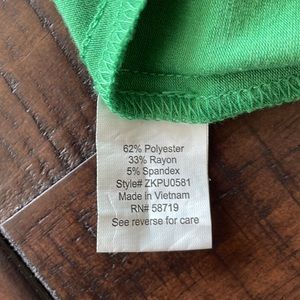 62% Polyester
33% Rayon
5% Spandex
Style# ZKPU0581
Made In Vietnam
RN# 58719
See reverse for care